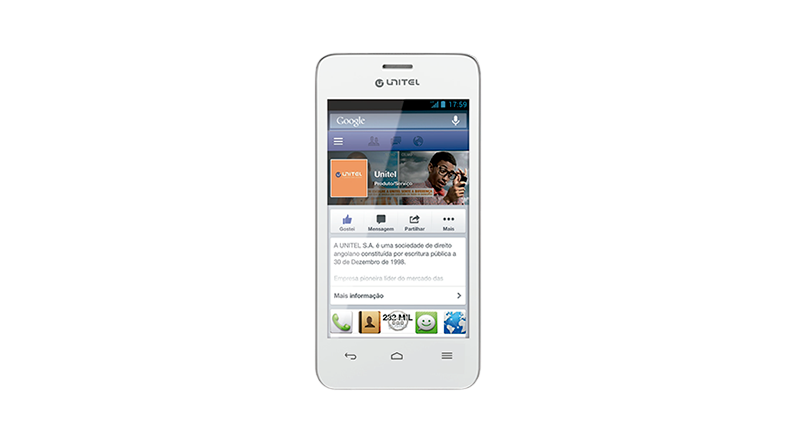 UNITEL
17:59
Google
UNITEL
Unitel
Produto/Serviço
Gostei
Mensagem
Partilhar
Mais
A UNITEL S.A. é uma sociedade de direito
angolano constituída por escritura pública a
30 de Dezembro de 1998.
Empresa pioneira líder do mercado das
Mais informação
233 MIL